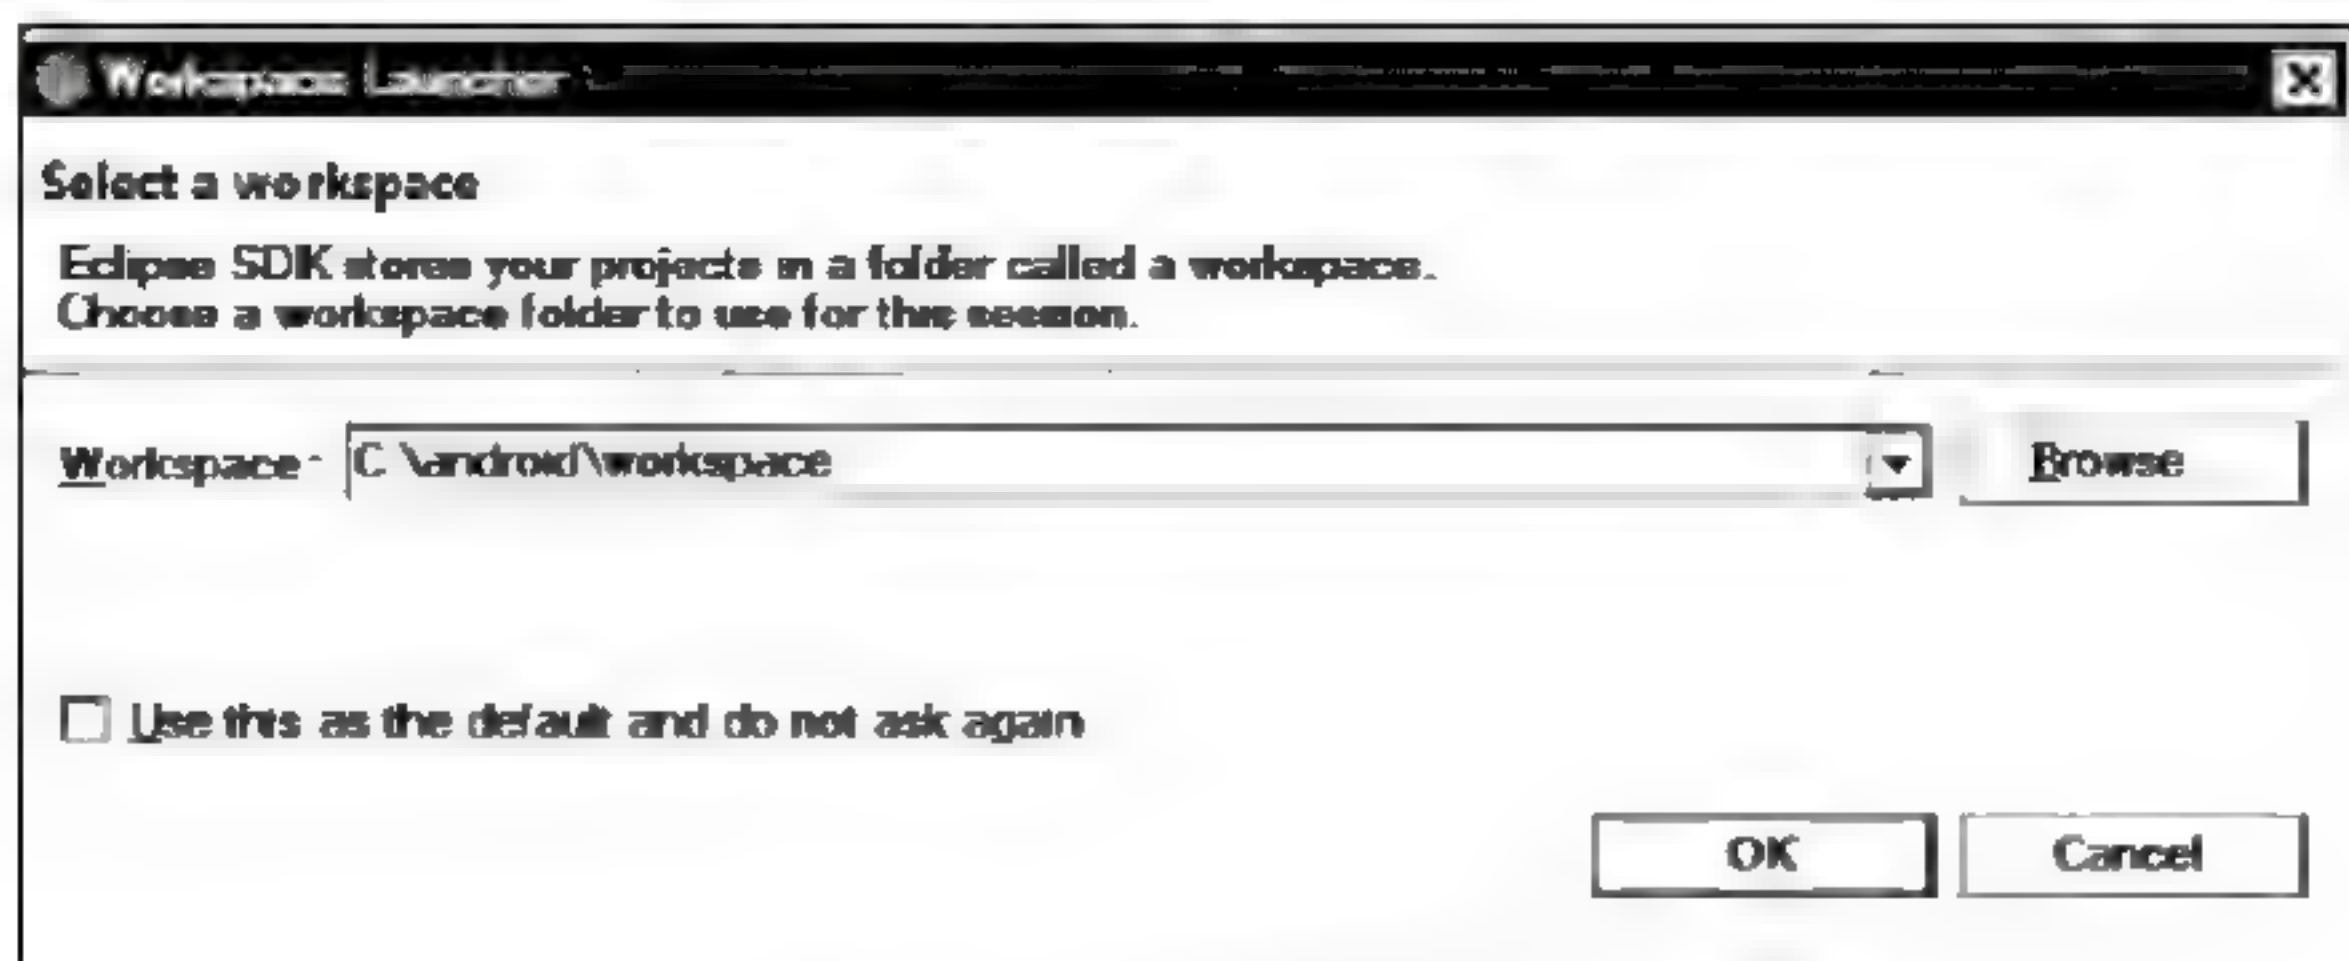 Workspace Launcher
Select a workspace
Eclipse SDK stores your projects in a folder called a workspace.
Choose a workspace folder to use for this session.
Workspace: C:\android\workspace Browse
Use this as the default and do not ask again
OK Cancel